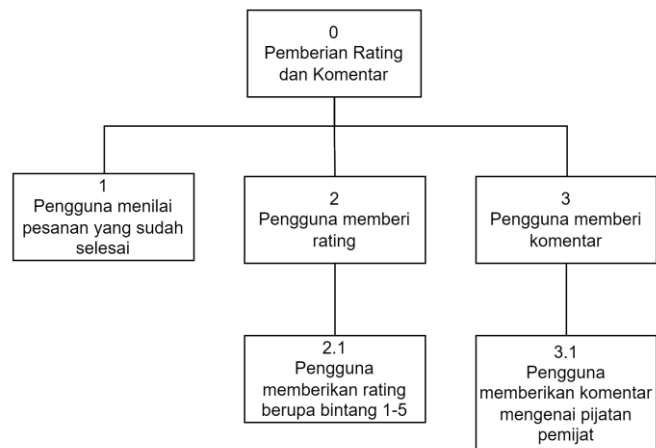 0
Pemberian Rating
dan Komentar
1
Pengguna menilai
pesanan yang sudah
selesai
2
Pengguna memberi
rating
3
Pengguna memberi
komentar
2.1
Pengguna
memberikan rating
berupa bintang 1-5
3.1
Pengguna
memberikan komentar
mengenai pijatan
pemijat